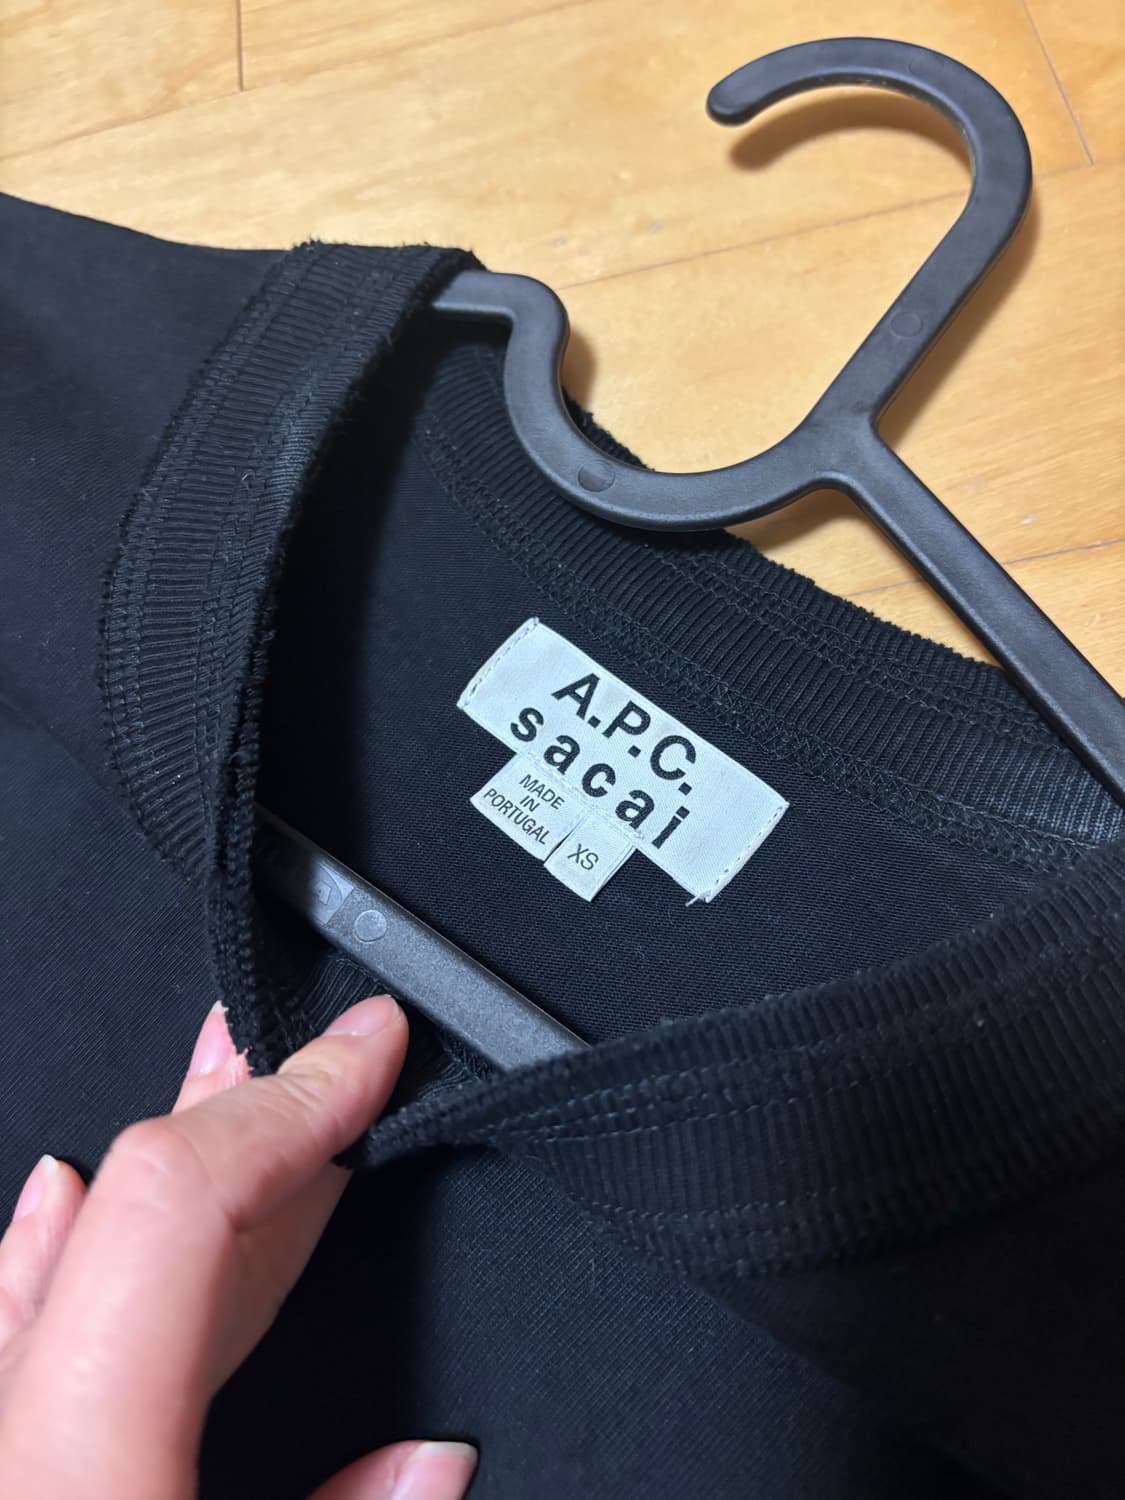 A.P.C.
sacai
MADE
IN
PORTUGAL
XS